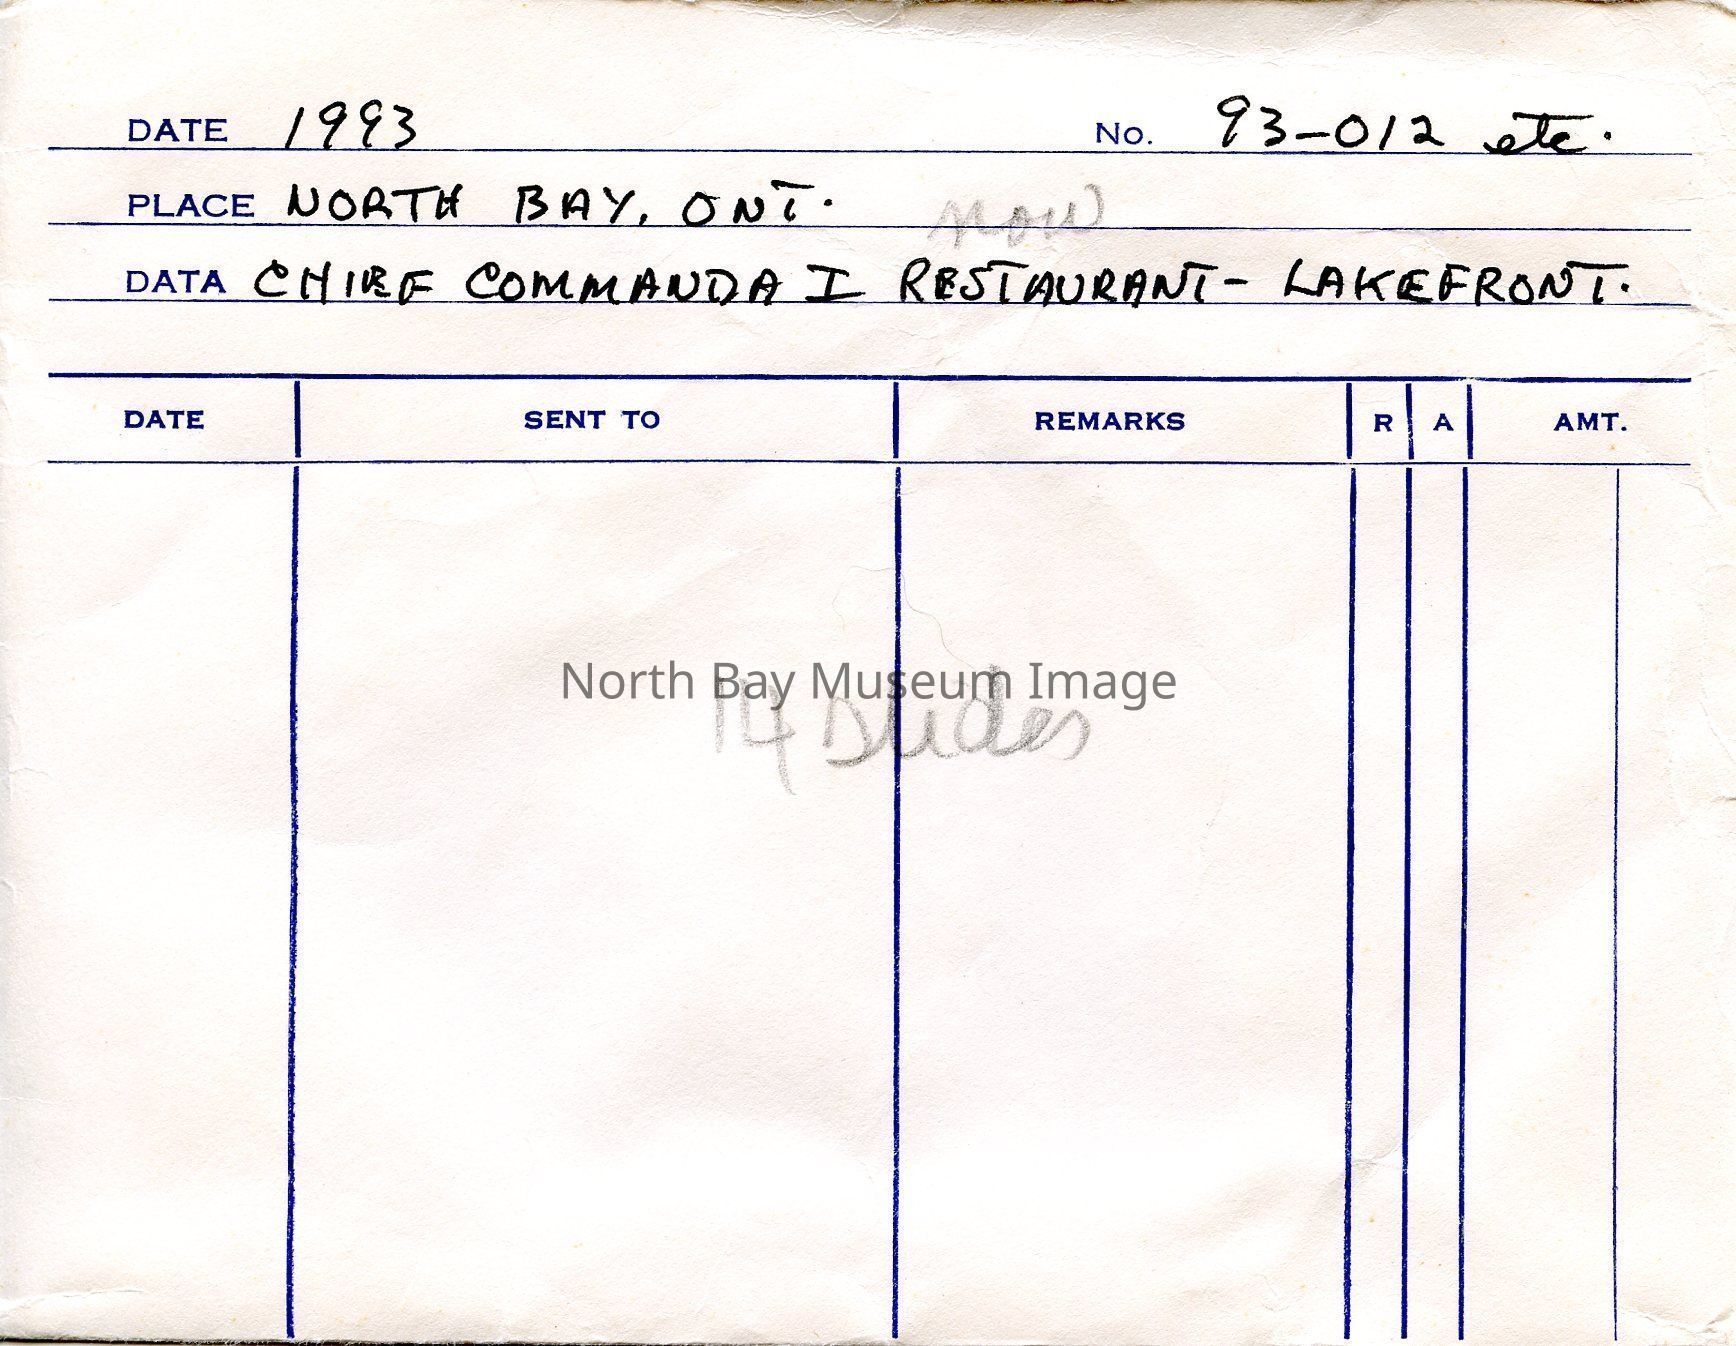 DATE 1993 No. 93-012 etc.
PLACE NORTH BAY, ONT.
now
DATA CHIEF COMMANDA I RESTAURANT - LAKEFRONT.
DATE SENT TO REMARKS R A AMT.
North Bay Museum Image
14 Slides